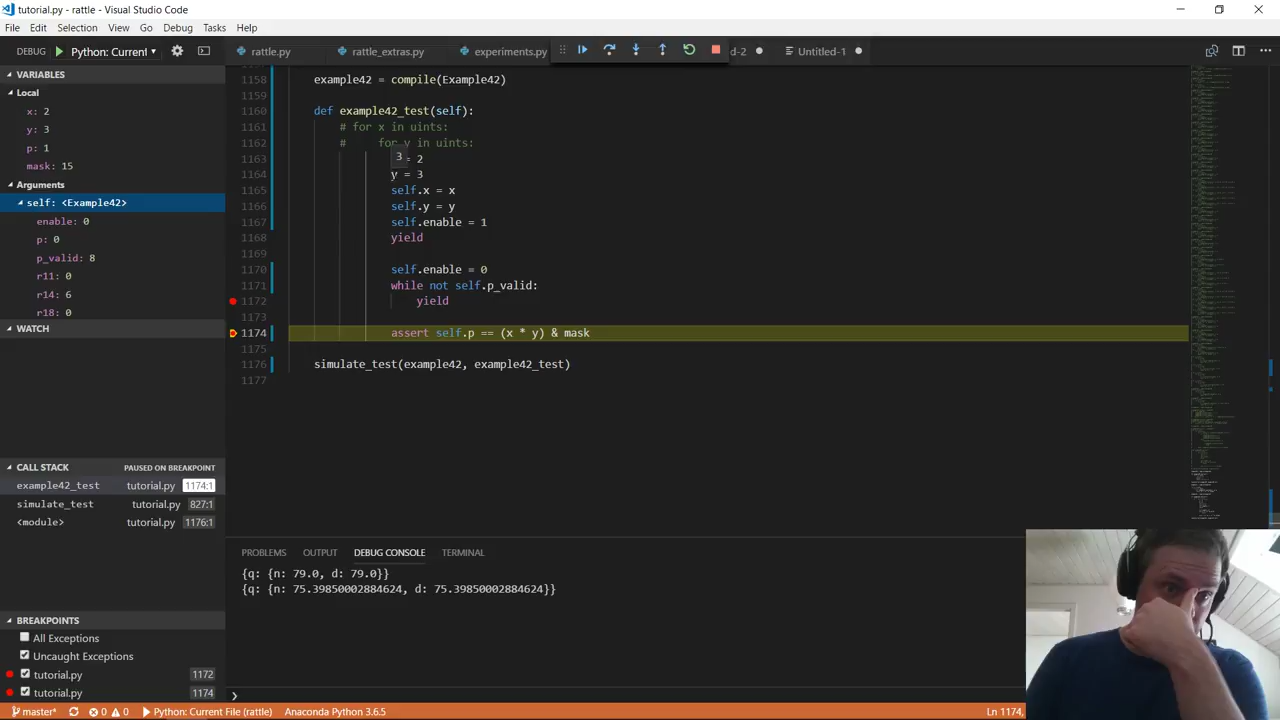 tutorial.py - rattle - Visual Studio Code
File Edit Selection View Go Debug Tasks Help
DEBUG Python: Current rattle.py rattle_extras.py experiments.py d-2 Untitled-1
VARIABLES
Local
x: 2
y: 3
p: 1
mask: 15
Arguments
self: <Example42>
enable: 0
p: 0
p_valid: 8
r11: 0
r14: 6
r18: 0
WATCH
CALL STACK PAUSED ON BREAKPOINT
example42_test tutorial.py 1174:1
simulate_test tutorial.py 827:1
<module> tutorial.py 1176:1
BREAKPOINTS
All Exceptions
Uncaught Exceptions
tutorial.py 1172
tutorial.py 1174
1158 example42 = compile(Example42)
1159
1160 def example42_test(self):
1161 # for x in uints:
1162 # for y in uints:
3
1163 2
1164 y = 3
1165 self.x = x
1166 self.y = y
1167 self.enable = 1
1168 yield
1169
1170 self.enable = 0
1171 while not self.p_valid:
1172 yield
1173
1174 assert self.p == (x * y) & mask
1175
1176 simulate_test(example42, example42_test)
1177
PROBLEMS OUTPUT DEBUG CONSOLE TERMINAL
{q: {n: 79.0, d: 79.0}}
{q: {n: 75.39850002884624, d: 75.39850002884624}}
master* 0 0 Python: Current File (rattle) Anaconda Python 3.6.5 Ln 1174,